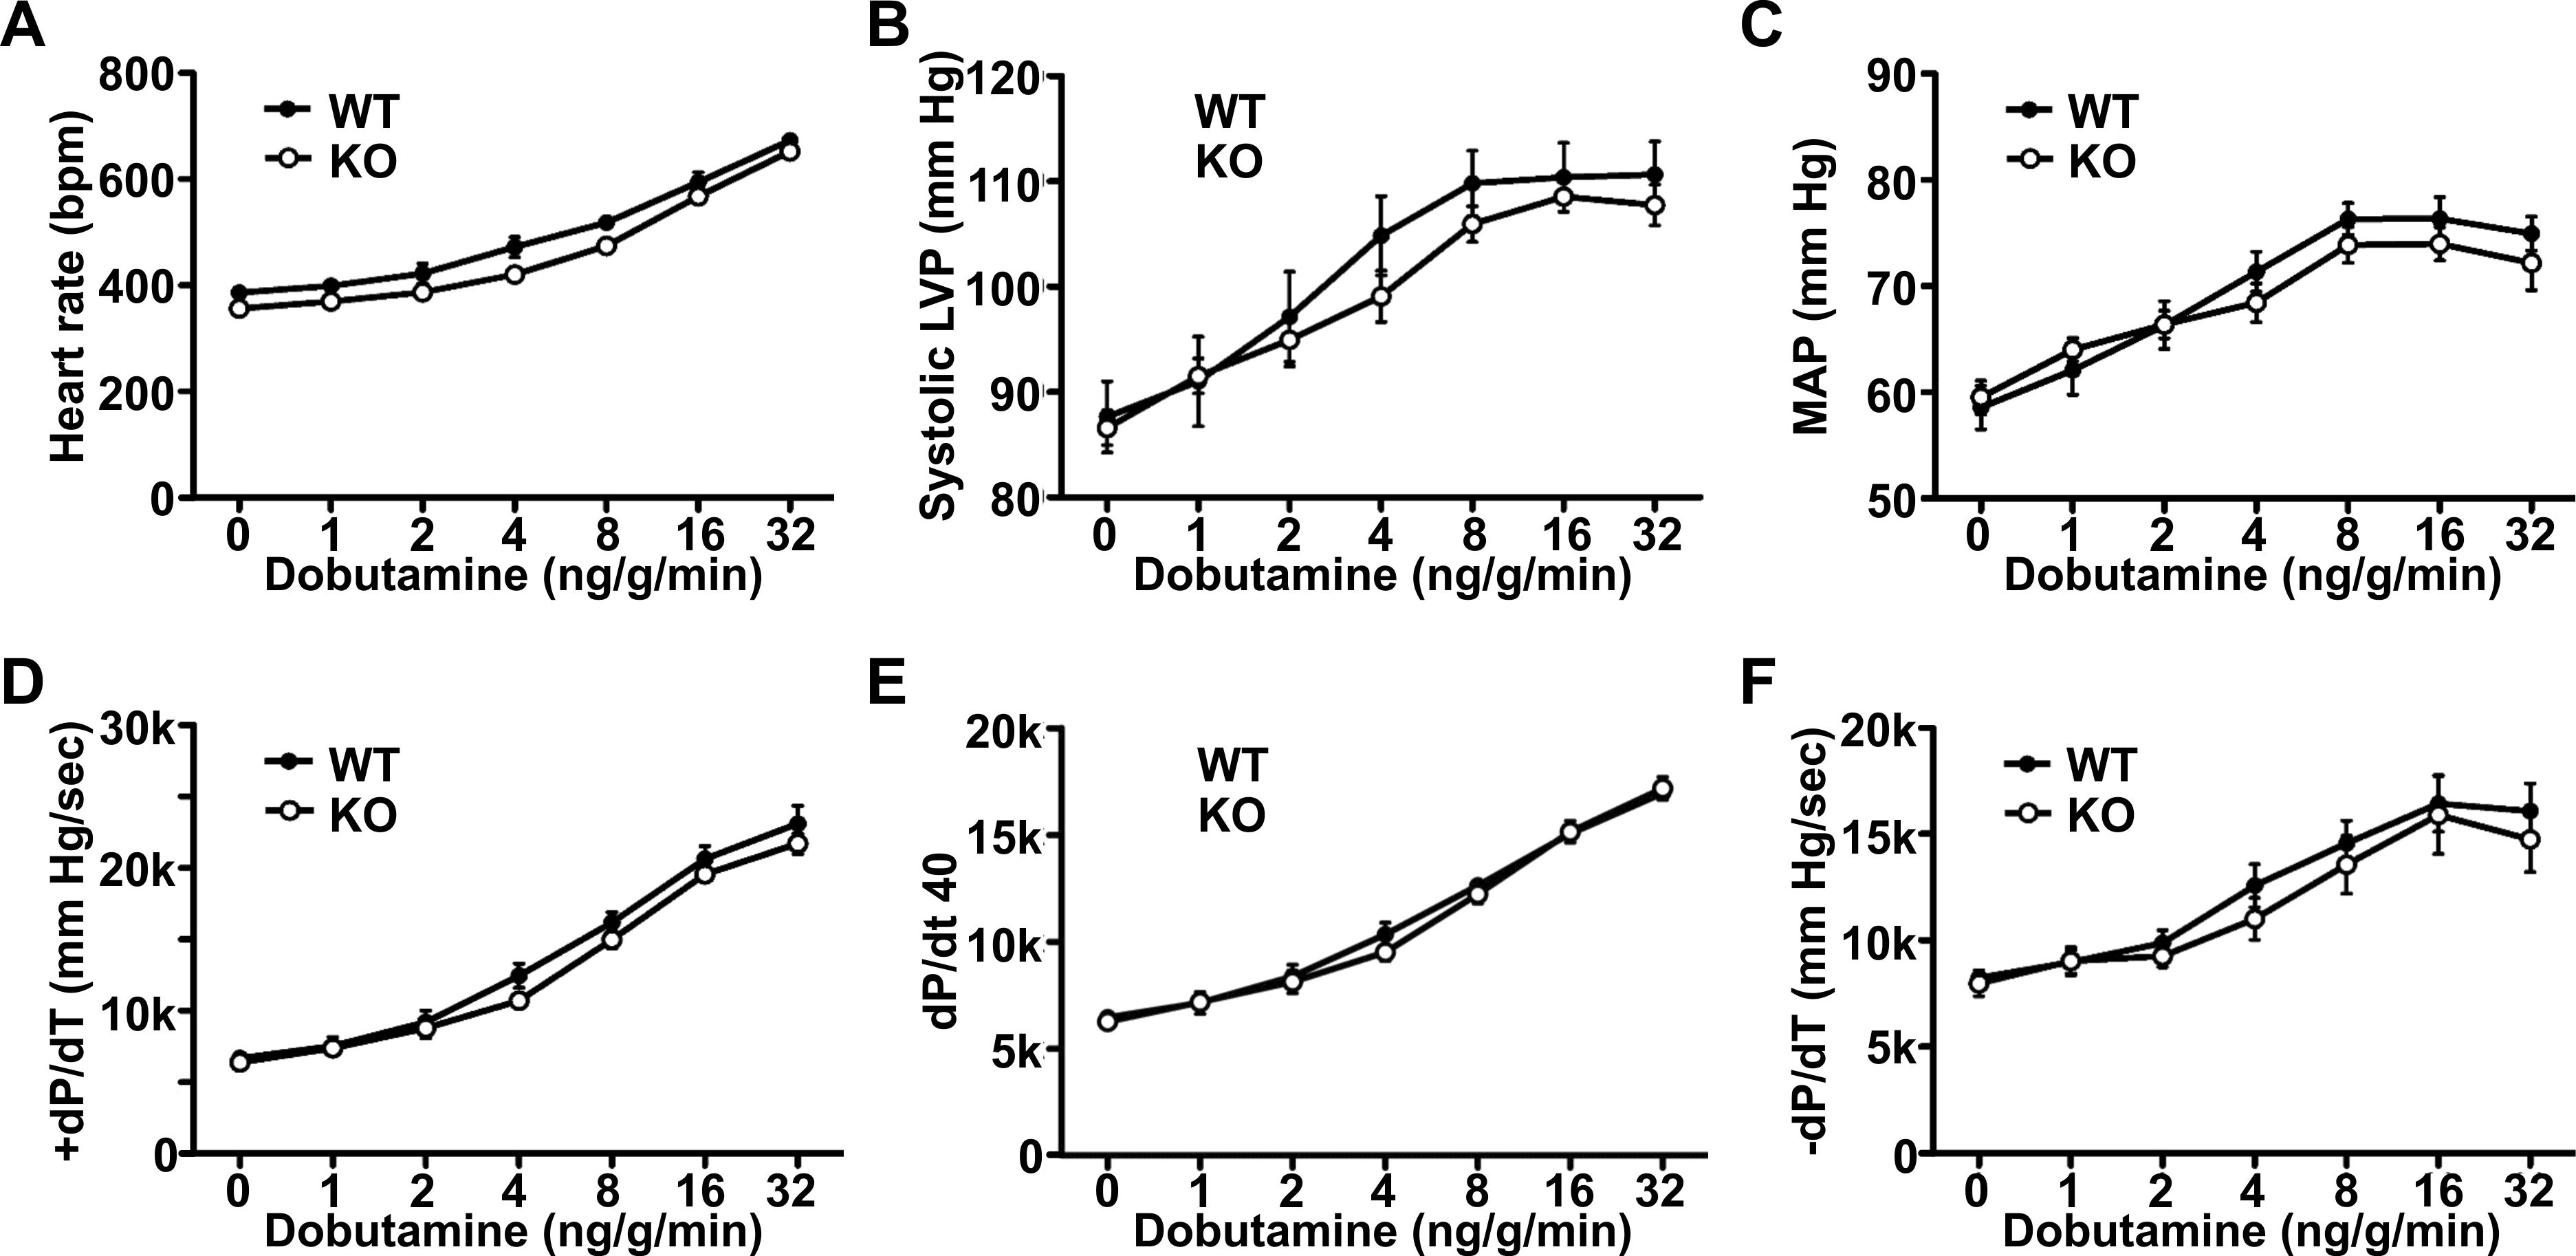 A
Heart rate (bpm)
800
600
400
200
0
WT
KO
0 1 2 4 8 16 32
Dobutamine (ng/g/min)
B
Systolic LVP (mm Hg)
120
110
100
90
80
WT
KO
0 1 2 4 8 16 32
Dobutamine (ng/g/min)
C
MAP (mm Hg)
90
80
70
60
50
WT
KO
0 1 2 4 8 16 32
Dobutamine (ng/g/min)
D
+dP/dT (mm Hg/sec)
30k
20k
10k
0
WT
KO
0 1 2 4 8 16 32
Dobutamine (ng/g/min)
E
dP/dt 40
20k
15k
10k
5k
0
WT
KO
0 1 2 4 8 16 32
Dobutamine (ng/g/min)
F
-dP/dT (mm Hg/sec)
20k
15k
10k
5k
0
WT
KO
0 1 2 4 8 16 32
Dobutamine (ng/g/min)